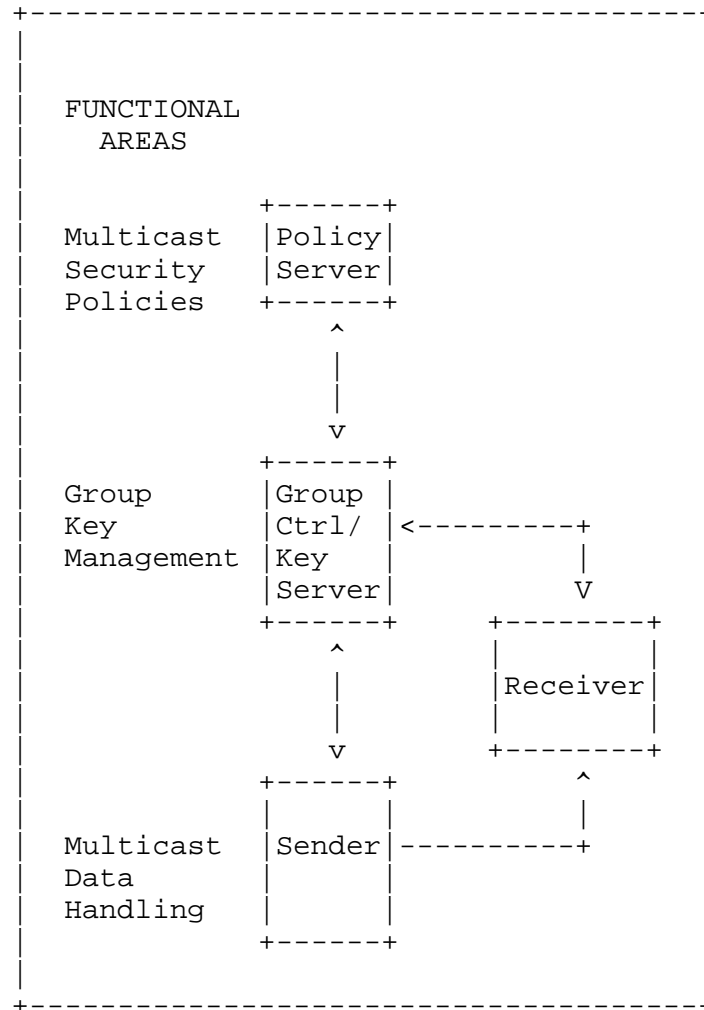 FUNCTIONAL
AREAS
Multicast |Policy|
Security |Server|
Policies
Group |Group |
Key |Ctrl/ |<---------+
Management |Key |
|Server| V
|Receiver|
Multicast |Sender|----------+
Data
Handling